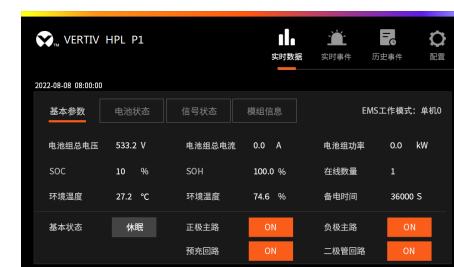 VERTIV HPL P1
实时数据 实时事件 历史事件 配置
2022-08-08 08:00:00
基本参数 电池状态 信号状态 模组信息 EMS工作模式：单机0
电池组总电压 533.2 V 电池组总电流 0.0 A 电池组功率 0.0 kW
SOC 10 % SOH 100.0 % 在线数量 1
环境温度 27.2 ℃ 环境湿度 74.6 % 备电时间 36000 S
基本状态 休眠 正极主路 ON 负极主路 ON
预充回路 ON 二极管回路 ON